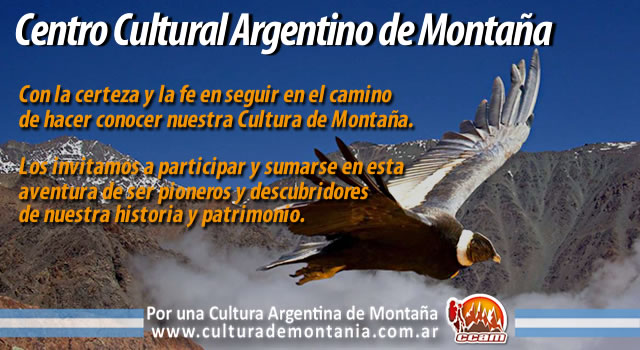 Centro Cultural Argentino de Montaña
Con la certeza y la fe en seguir en el camino
de hacer conocer nuestra Cultura de Montaña.
Los invitamos a participar y sumarse en esta
aventura de ser pioneros y descubridores
de nuestra historia y patrimonio.
Por una Cultura Argentina de Montaña
www.culturademontania.com.ar
ccam